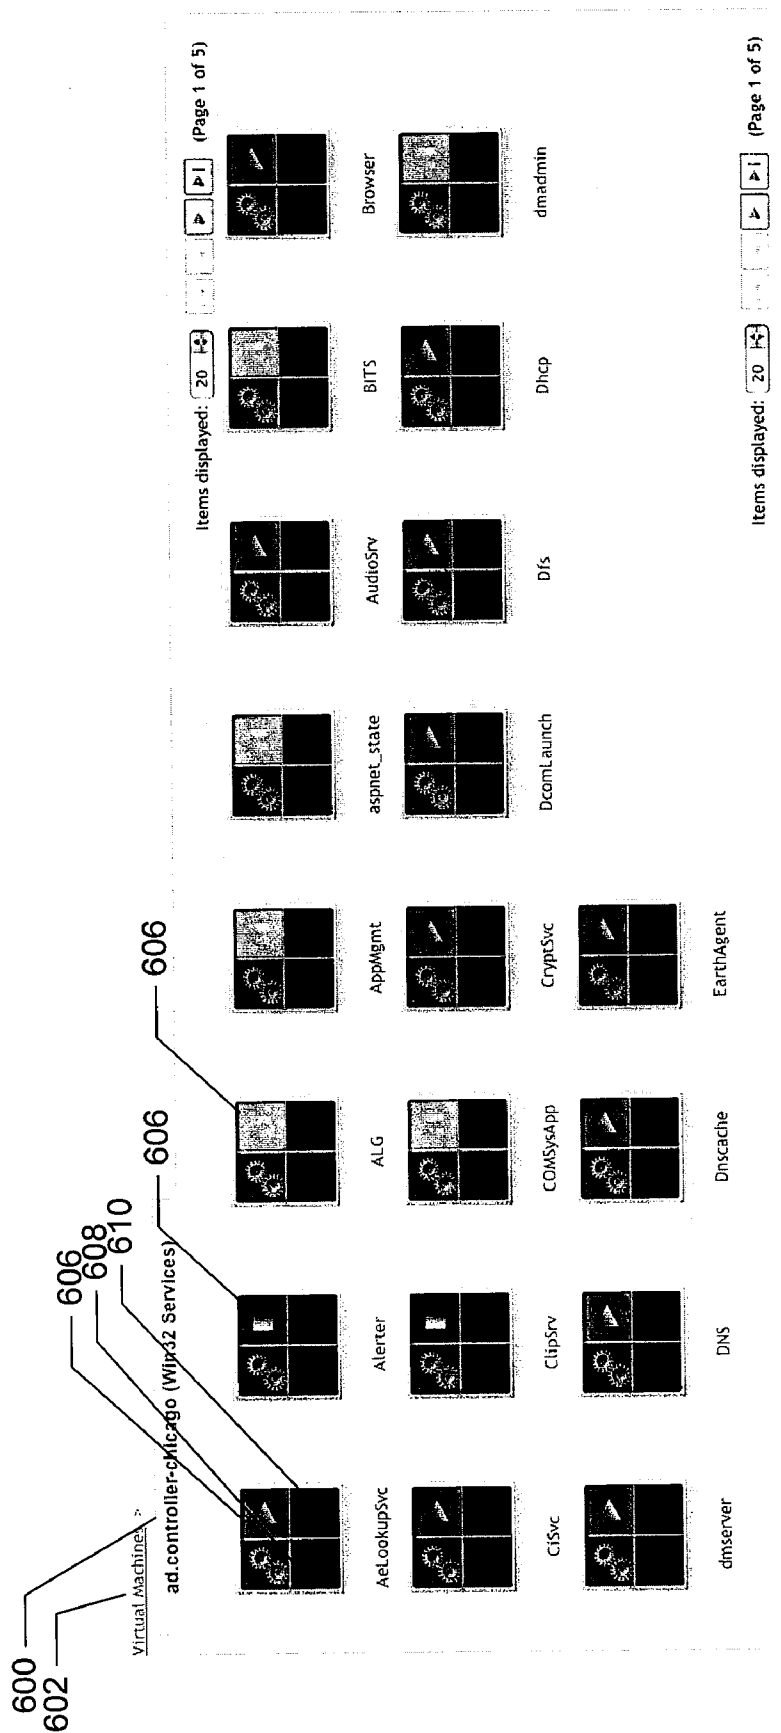 600
602
606
608
610
606
606
Virtual Machines >
ad.controller-chicago (Win32 Services)
Items displayed: 20 (Page 1 of 5)
AeLookupSvc Alerter ALG AppMgmt aspnet_state AudioSrv BITS Browser
CiSvc ClipSrv COMSysApp CryptSvc DcomLaunch Dfs Dhcp dmadmin
dmserver DNS Dnscache EarthAgent
Items displayed: 20 (Page 1 of 5)